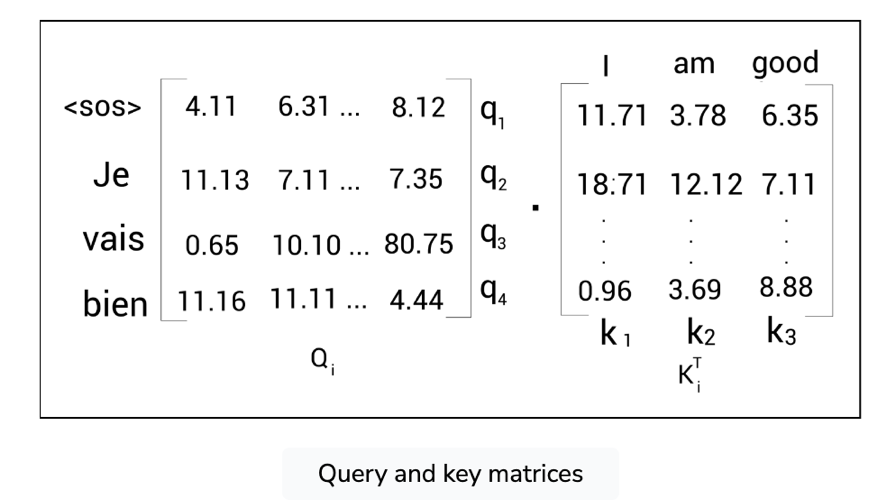 I am good
<sos> 4.11 6.31 ... 8.12 q1 11.71 3.78 6.35
Je 11.13 7.11 ... 7.35 q2 18:71 12.12 7.11
. . . .
vais 0.65 10.10 ... 80.75 q3 . . .
. . .
bien 11.16 11.11 ... 4.44 q4 0.96 3.69 8.88
k1 k2 k3
Qi KiT
Query and key matrices